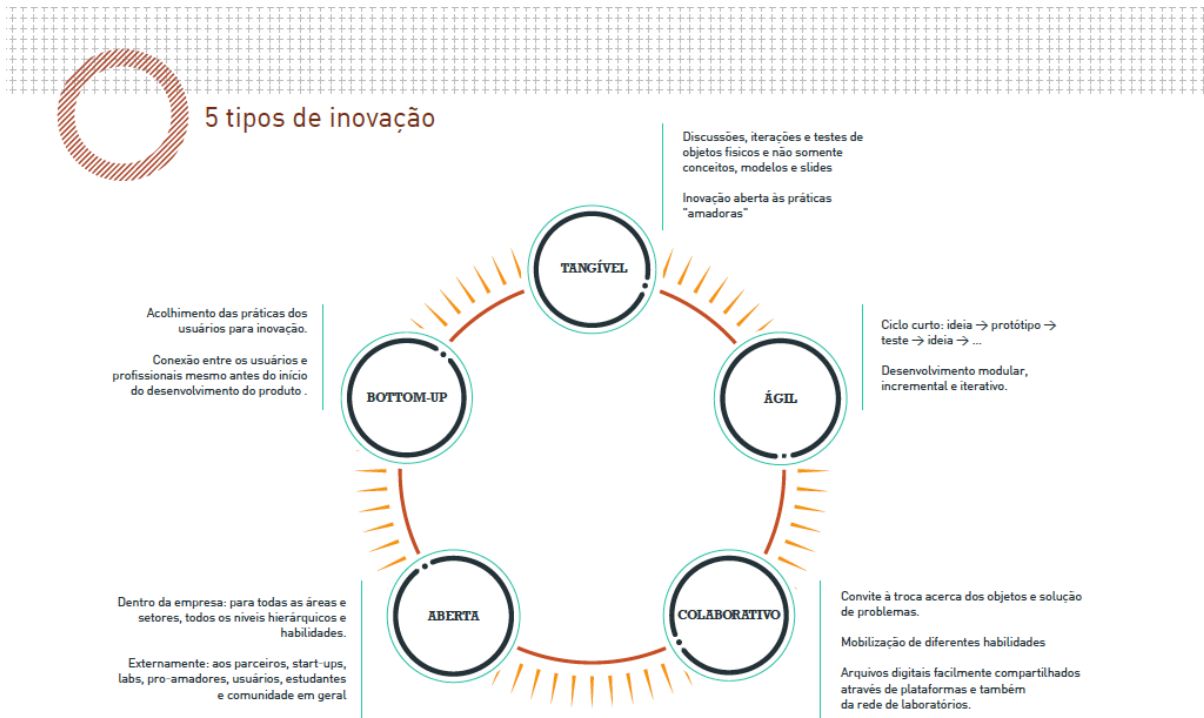 5 tipos de inovação
Discussões, iterações e testes de
objetos fisicos e não somente
conceitos, modelos e slides
Inovação aberta às práticas
"amadoras"
TANGÍVEL
Acolhimento das práticas dos
usuários para inovação.
Conexão entre os usuários e
profissionais mesmo antes do início
do desenvolvimento do produto .
BOTTOM-UP
ÁGIL
Ciclo curto: ideia → protótipo →
teste → ideia → ...
Desenvolvimento modular,
incremental e iterativo.
Dentro da empresa: para todas as áreas e
setores, todos os niveis hierárquicos e
habilidades.
Externamente: aos parceiros, start-ups,
labs, pro-amadores, usuários, estudantes
e comunidade em geral
ABERTA
COLABORATIVO
Convite à troca acerca dos objetos e solução
de problemas.
Mobilização de diferentes habilidades
Arquivos digitais facilmente compartilhados
através de plataformas e também
da rede de laboratórios.